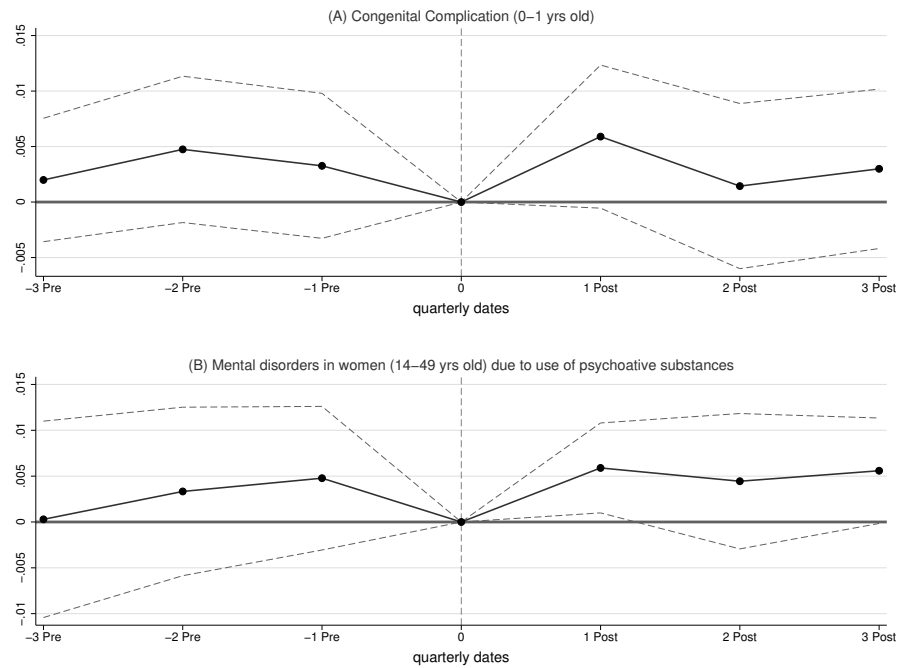 (A) Congenital Complication (0−1 yrs old)
.015
.01
.005
0
−.005
−3 Pre −2 Pre −1 Pre 0 1 Post 2 Post 3 Post
quarterly dates
(B) Mental disorders in women (14−49 yrs old) due to use of psychoative substances
.015
.01
.005
0
−.005
−.01
−3 Pre −2 Pre −1 Pre 0 1 Post 2 Post 3 Post
quarterly dates